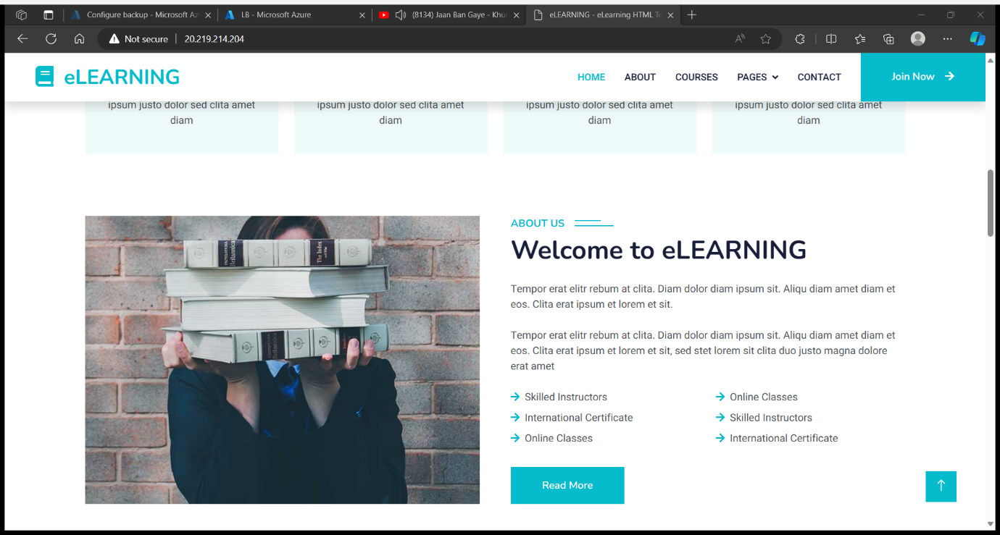 Configure backup - Microsoft Az
LB - Microsoft Azure
(8134) Jaan Ban Gaye - Khu
eLEARNING - eLearning HTML Te
Not secure
20.219.214.204
eLEARNING
HOME
ABOUT
COURSES
PAGES
CONTACT
Join Now
ipsum justo dolor sed clita amet
diam
ipsum justo dolor sed clita amet
diam
ipsum justo dolor sed clita amet
diam
ipsum justo dolor sed clita amet
diam
Britannica
The Index
Britannica
ABOUT US
Welcome to eLEARNING
Tempor erat elitr rebum at clita. Diam dolor diam ipsum sit. Aliqu diam amet diam et
eos. Clita erat ipsum et lorem et sit.
Tempor erat elitr rebum at clita. Diam dolor diam ipsum sit. Aliqu diam amet diam et
eos. Clita erat ipsum et lorem et sit, sed stet lorem sit clita duo justo magna dolore
erat amet
Skilled Instructors
Online Classes
International Certificate
Skilled Instructors
Online Classes
International Certificate
Read More